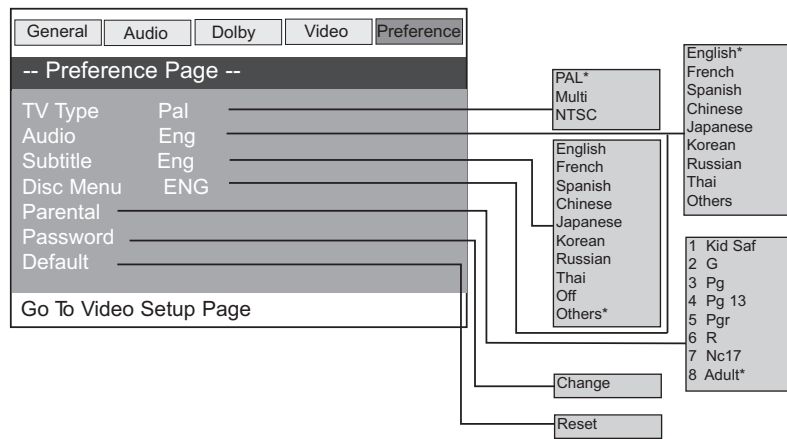 General Audio Dolby Video Preference
-- Preference Page --
TV Type Pal
Audio Eng
Subtitle Eng
Disc Menu ENG
Parental
Password
Default
Go To Video Setup Page
PAL*
Multi
NTSC
English
French
Spanish
Chinese
Japanese
Korean
Russian
Thai
Off
Others*
Change
Reset
English*
French
Spanish
Chinese
Japanese
Korean
Russian
Thai
Others
1 Kid Saf
2 G
3 Pg
4 Pg 13
5 Pgr
6 R
7 Nc17
8 Adult*